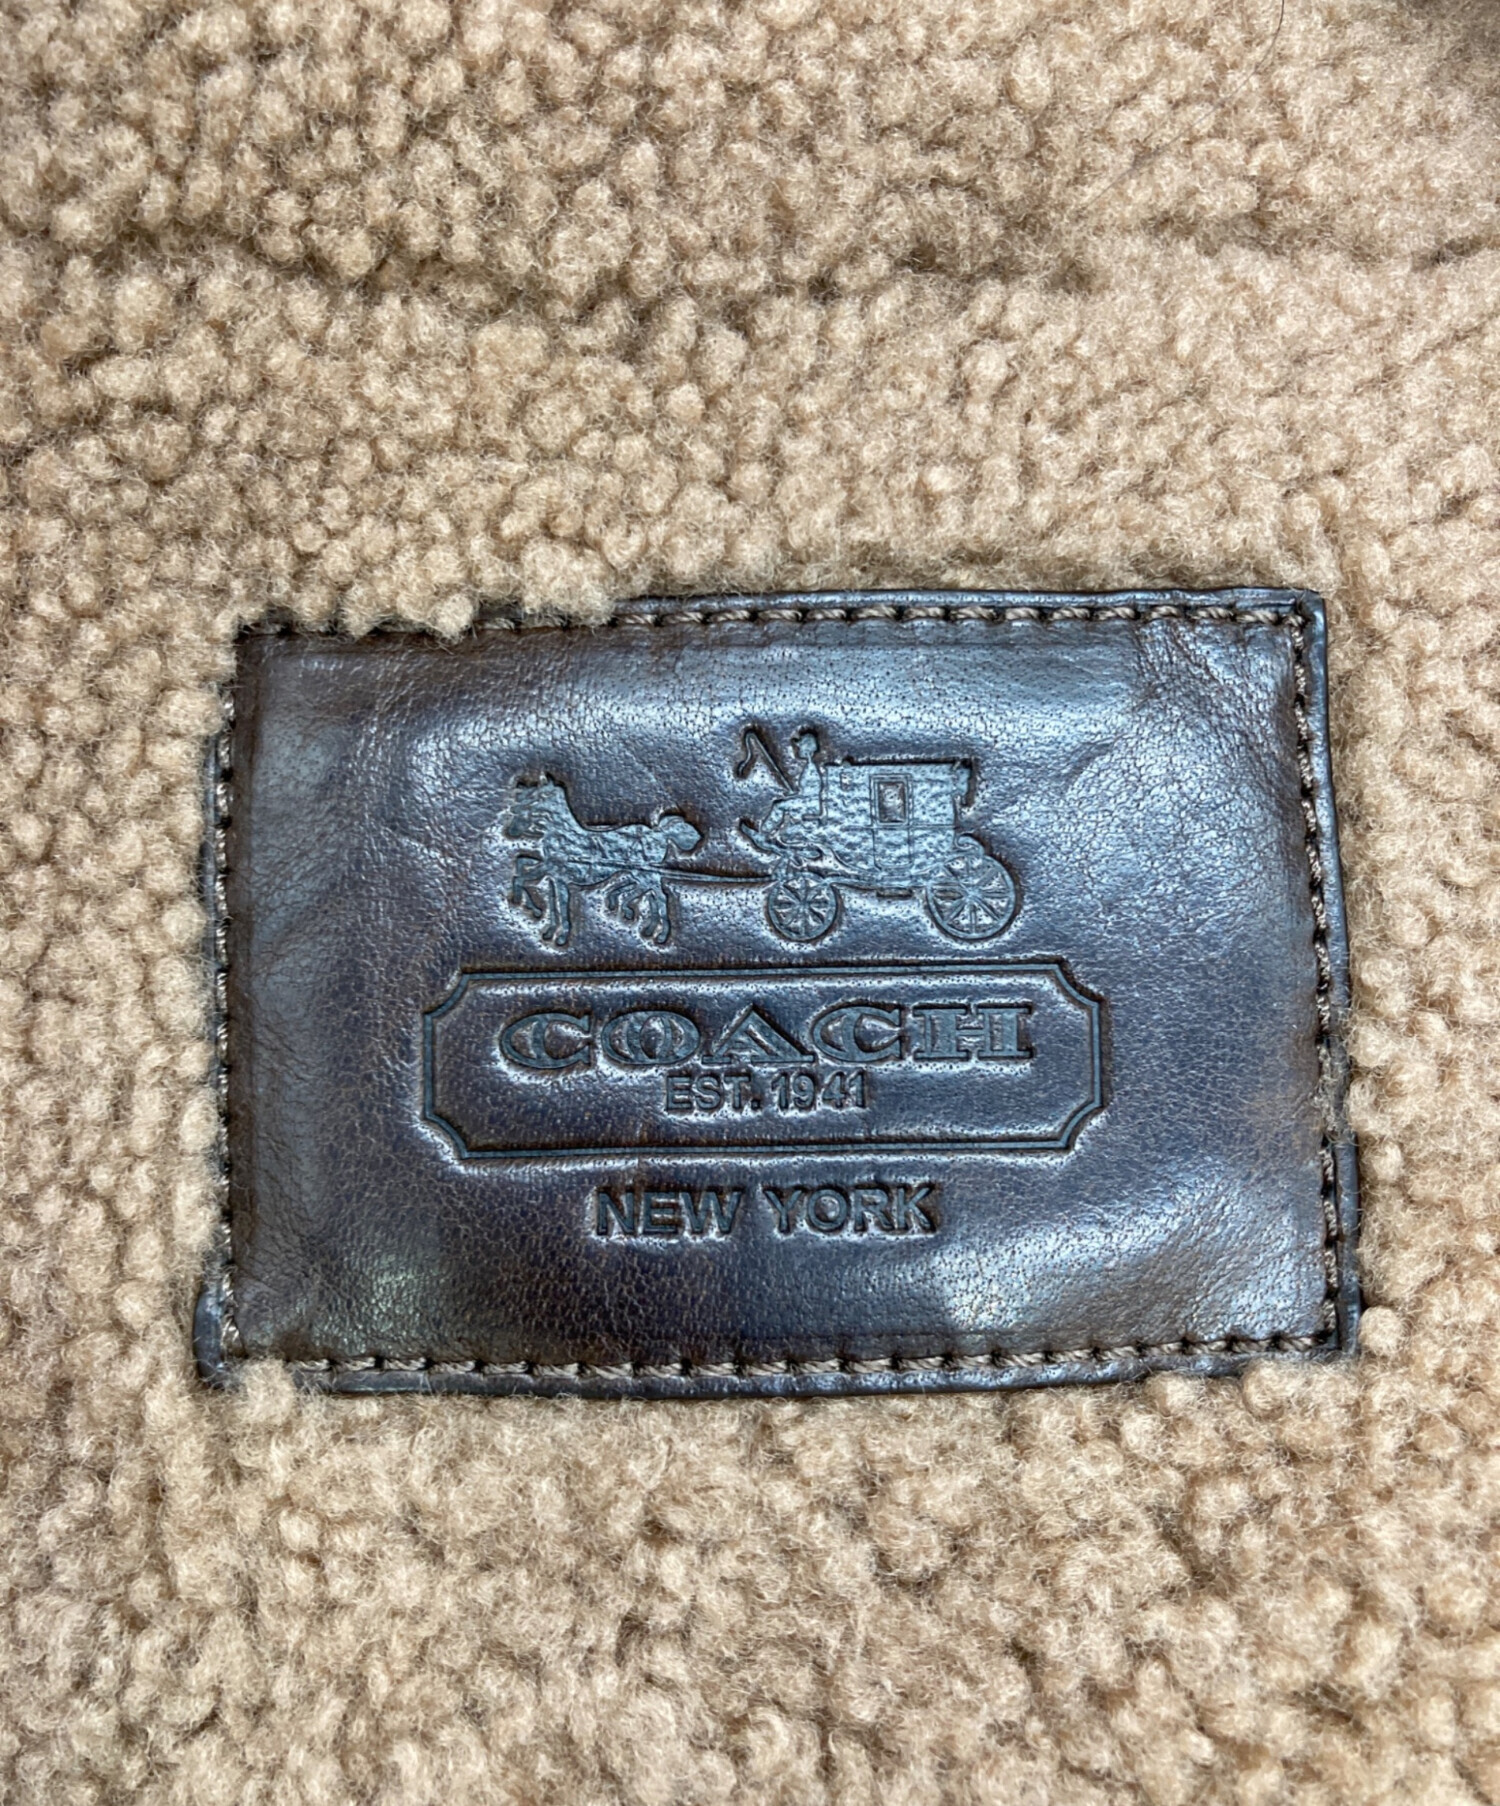 COACH
EST. 1941
NEW YORK